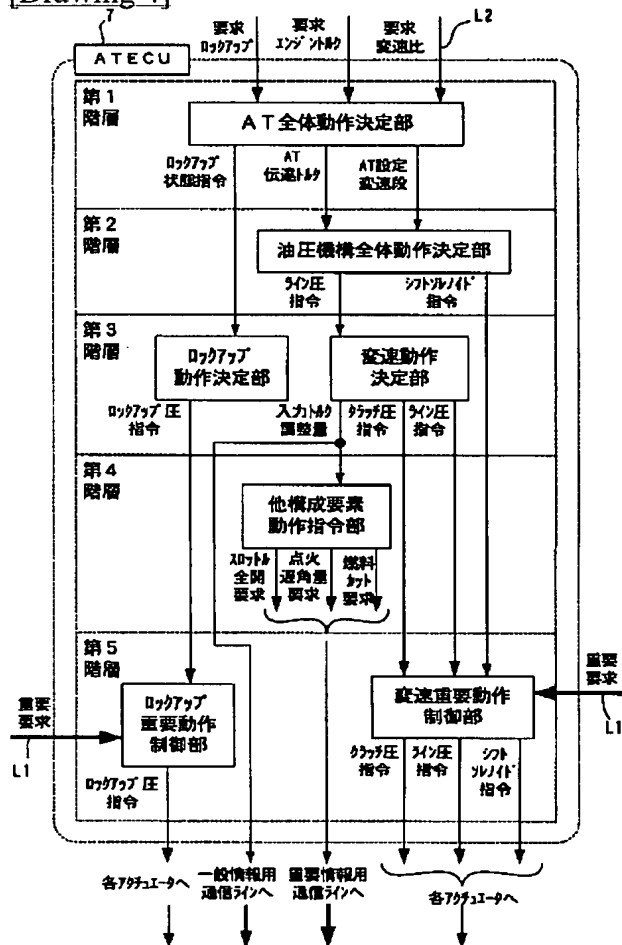 [Drawing 4]
7
ATECU
要求
ロックアップ
要求
エンジントルク
要求
変速比
L2
第1
階層
AT全体動作決定部
ロックアップ
状態指令
AT
伝達トルク
AT設定
変速段
第2
階層
油圧機構全体動作決定部
ライン圧
指令
シフトソレノイド
指令
第3
階層
ロックアップ
動作決定部
変速動作
決定部
ロックアップ圧
指令
入力トルク
調整量
クラッチ圧
指令
ライン圧
指令
第4
階層
他構成要素
動作指令部
スロットル
全閉
要求
点火
遅角量
要求
燃料
カット
要求
第5
階層
重要
要求
L1
ロックアップ
重要動作
制御部
変速重要動作
制御部
重要
要求
L1
ロックアップ圧
指令
クラッチ圧
指令
ライン圧
指令
シフト
ソレノイド
指令
各アクチュエータへ
一般情報用
通信ラインへ
重要情報用
通信ラインへ
各アクチュエータへ